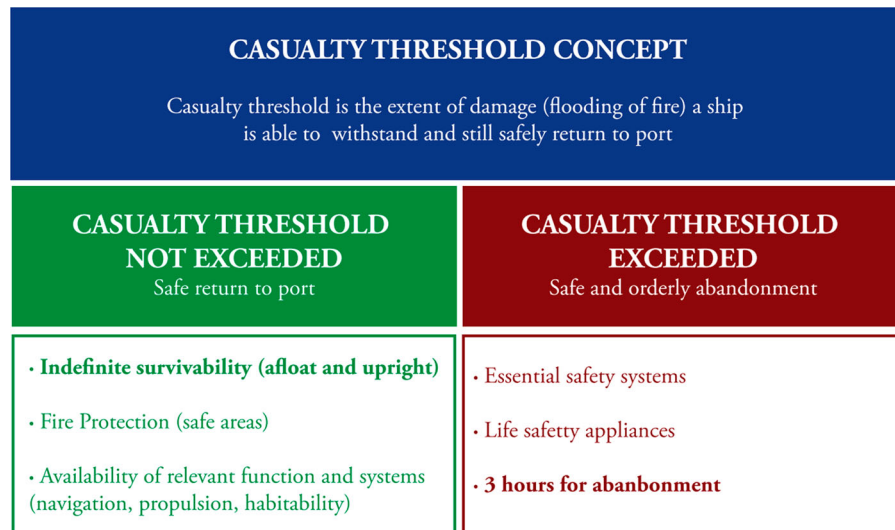 CASUALTY THRESHOLD CONCEPT
Casualty threshold is the extent of damage (flooding of fire) a ship
is able to withstand and still safely return to port
CASUALTY THRESHOLD
NOT EXCEEDED
Safe return to port
CASUALTY THRESHOLD
EXCEEDED
Safe and orderly abandonment
· Indefinite survivability (afloat and upright)
· Fire Protection (safe areas)
· Availability of relevant function and systems
(navigation, propulsion, habitability)
· Essential safety systems
· Life safetty appliances
· 3 hours for abanbonment